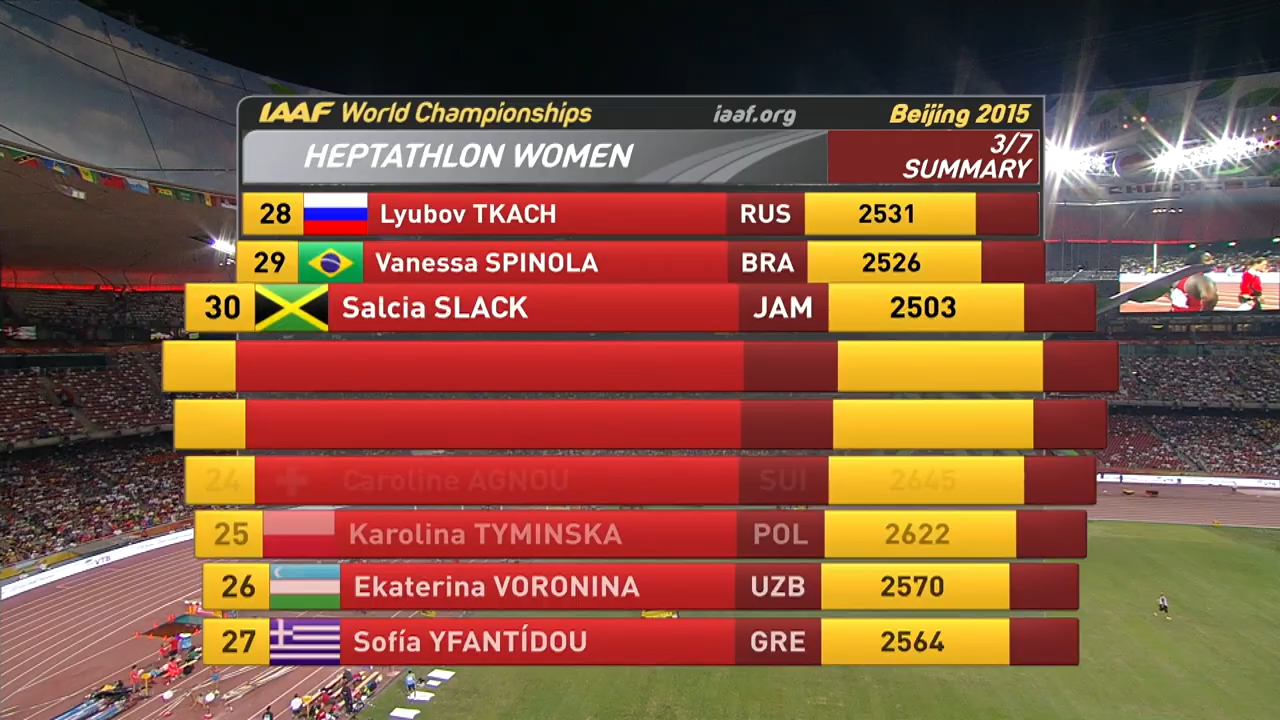 IAAF World Championships iaaf.org Beijing 2015
HEPTATHLON WOMEN 3/7 SUMMARY
28 Lyubov TKACH RUS 2531
29 Vanessa SPINOLA BRA 2526
30 Salcia SLACK JAM 2503
24 Caroline AGNOU SUI 2645
25 Karolina TYMINSKA POL 2622
26 Ekaterina VORONINA UZB 2570
27 Sofía YFANTÍDOU GRE 2564